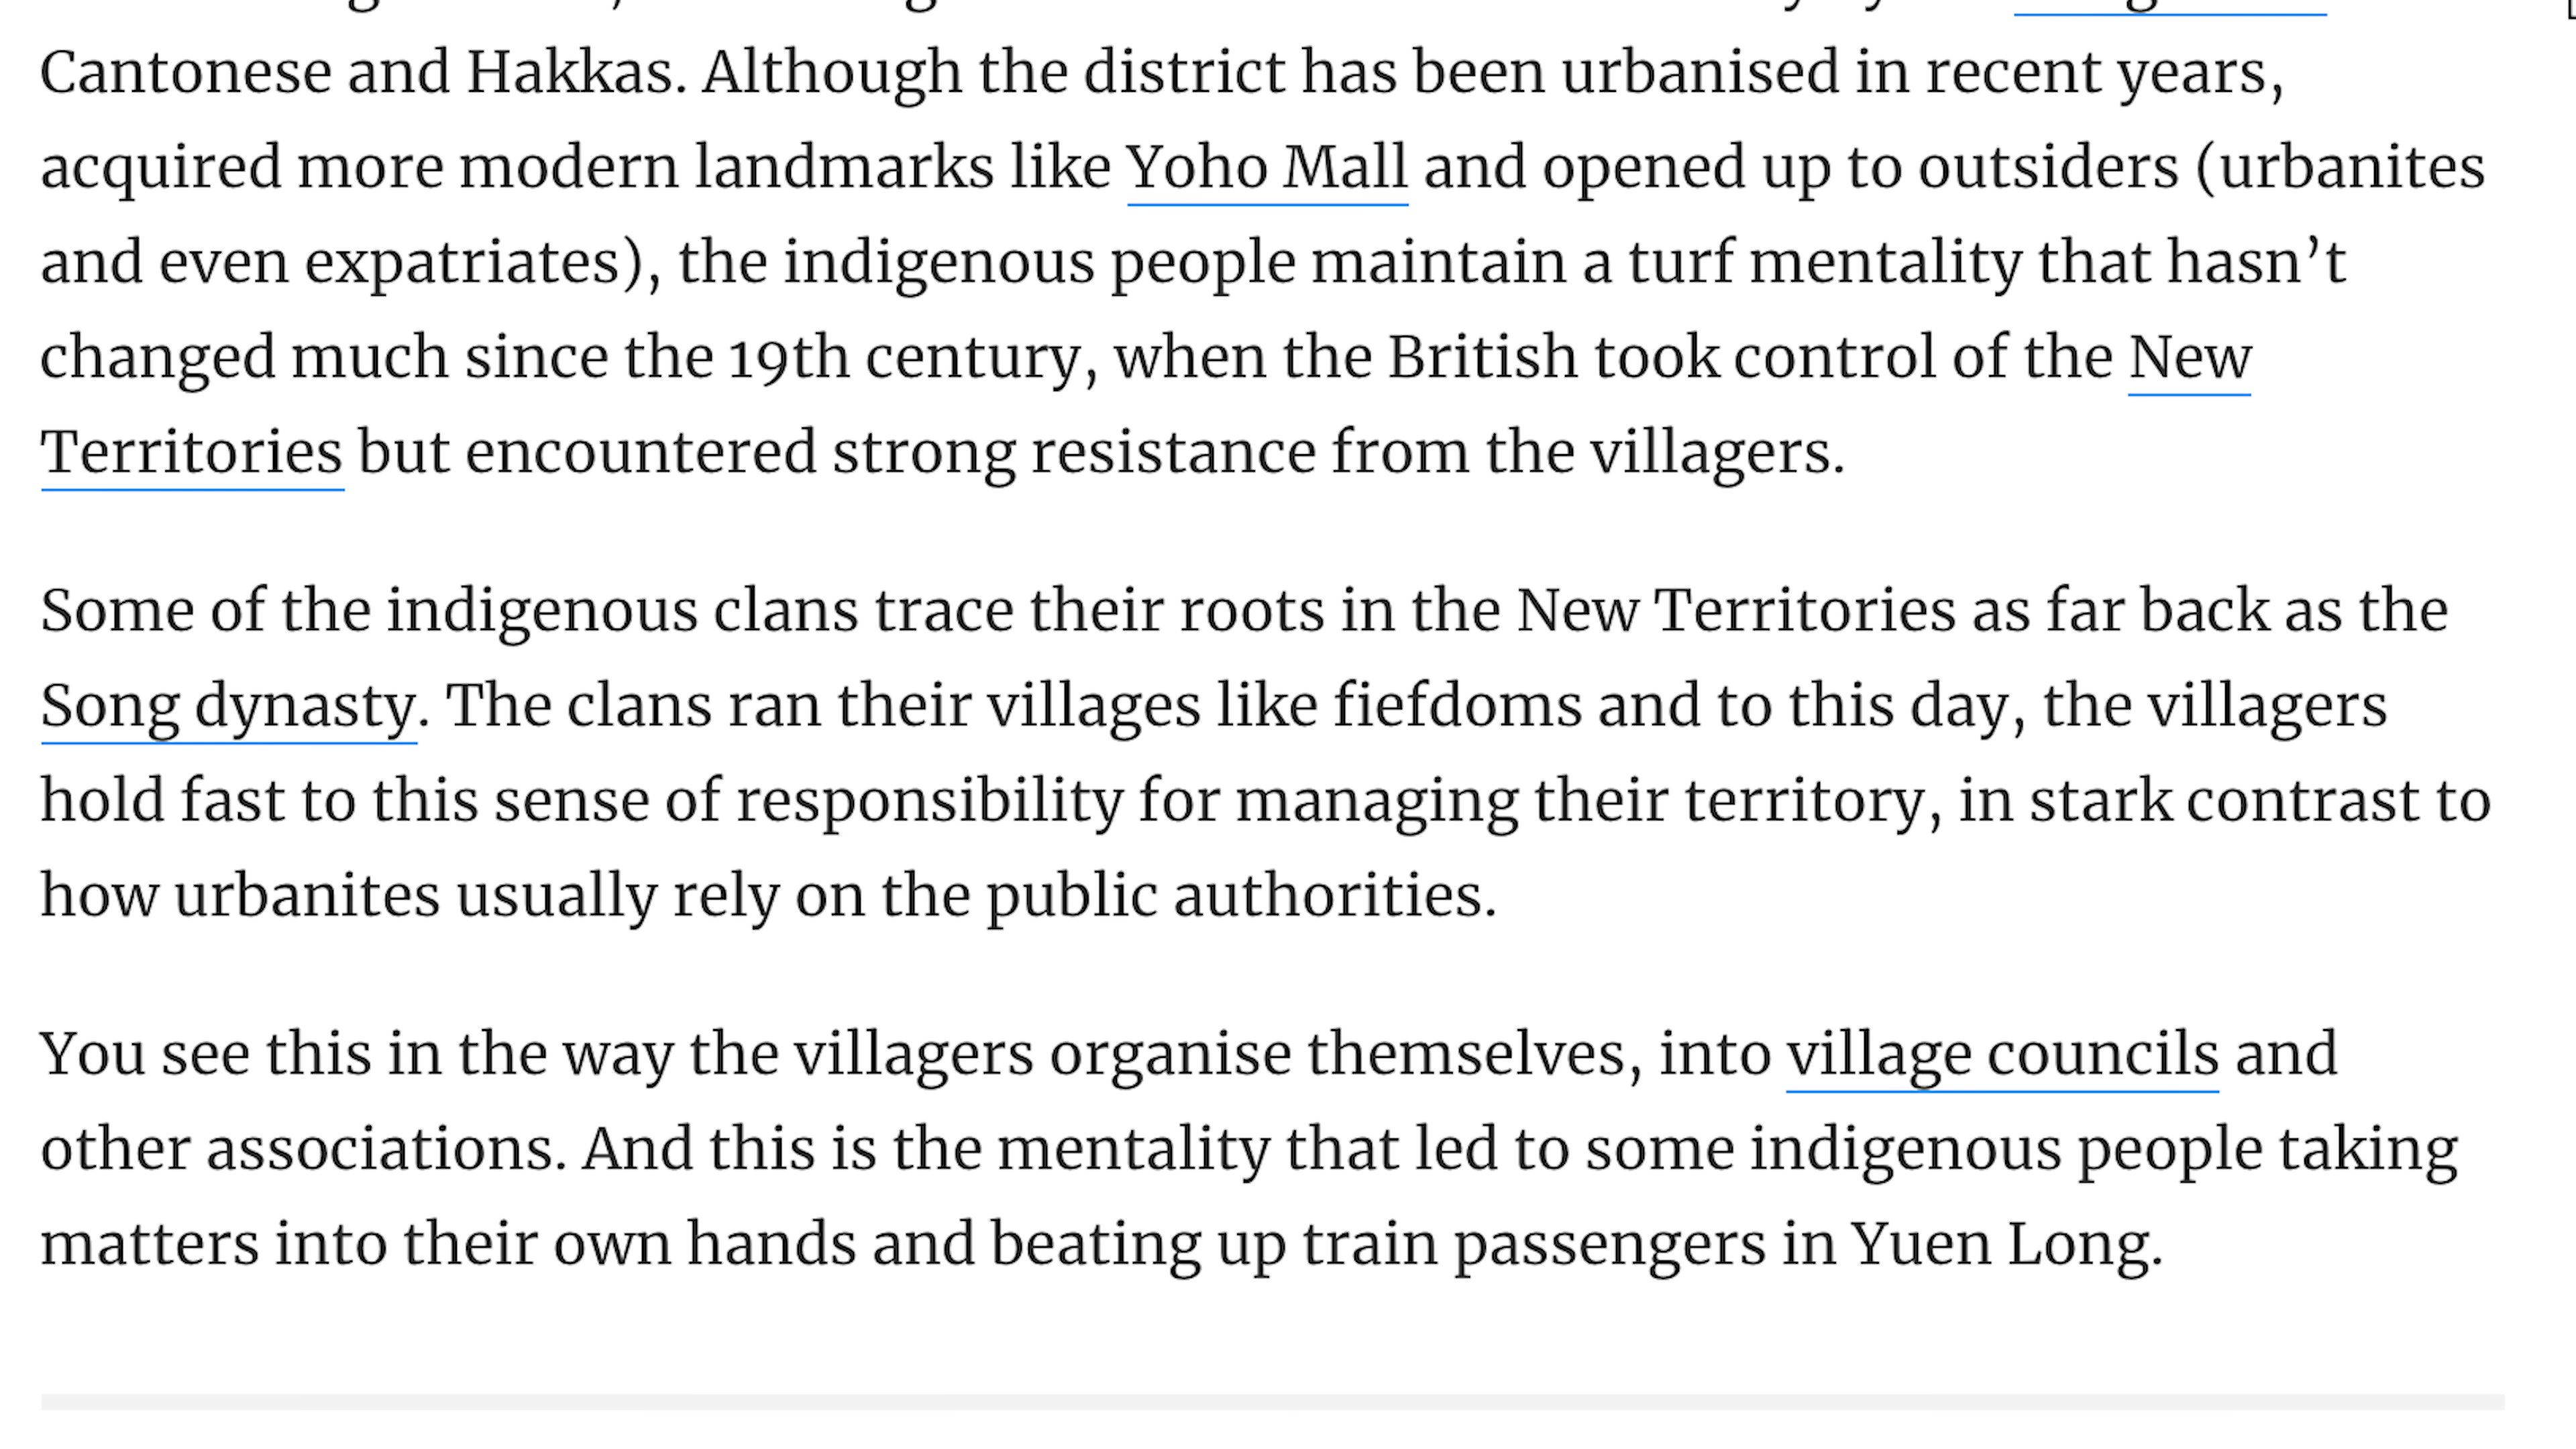 Cantonese and Hakkas. Although the district has been urbanised in recent years,
acquired more modern landmarks like Yoho Mall and opened up to outsiders (urbanites
and even expatriates), the indigenous people maintain a turf mentality that hasn’t
changed much since the 19th century, when the British took control of the New
Territories but encountered strong resistance from the villagers.
Some of the indigenous clans trace their roots in the New Territories as far back as the
Song dynasty. The clans ran their villages like fiefdoms and to this day, the villagers
hold fast to this sense of responsibility for managing their territory, in stark contrast to
how urbanites usually rely on the public authorities.
You see this in the way the villagers organise themselves, into village councils and
other associations. And this is the mentality that led to some indigenous people taking
matters into their own hands and beating up train passengers in Yuen Long.